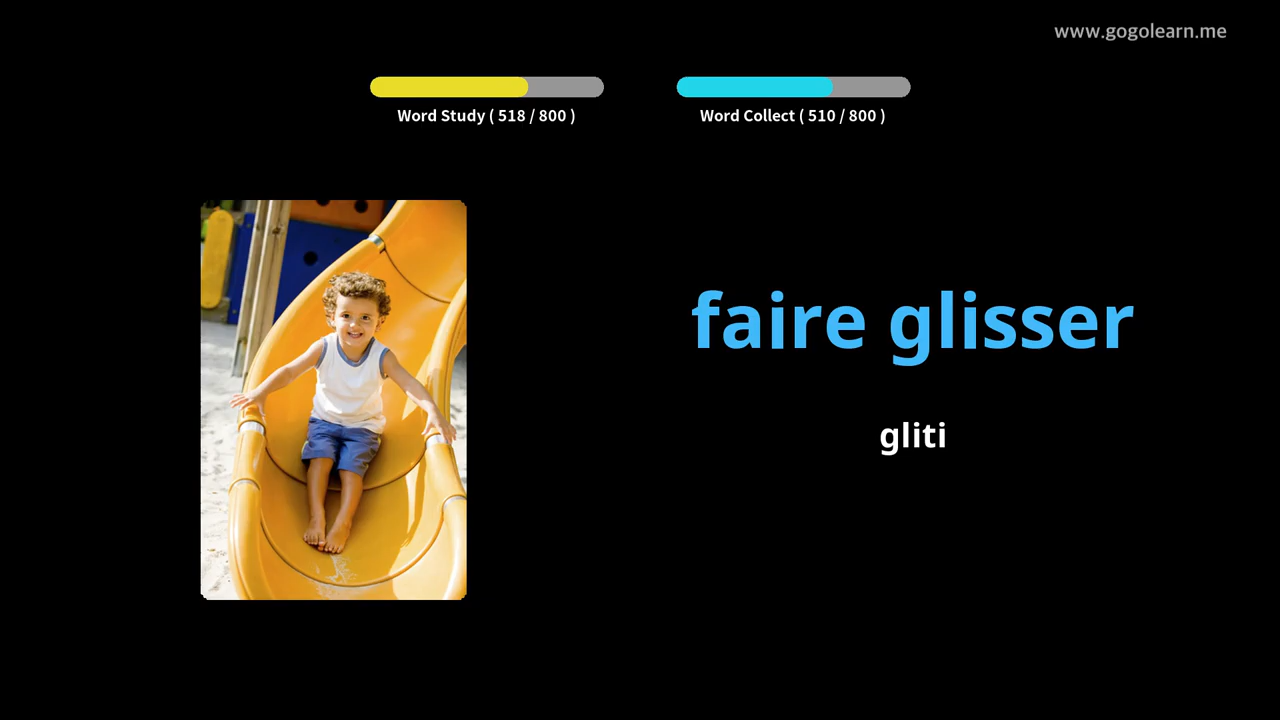 www.gogolearn.me
Word Study ( 518 / 800 )
Word Collect ( 510 / 800 )
faire glisser
gliti